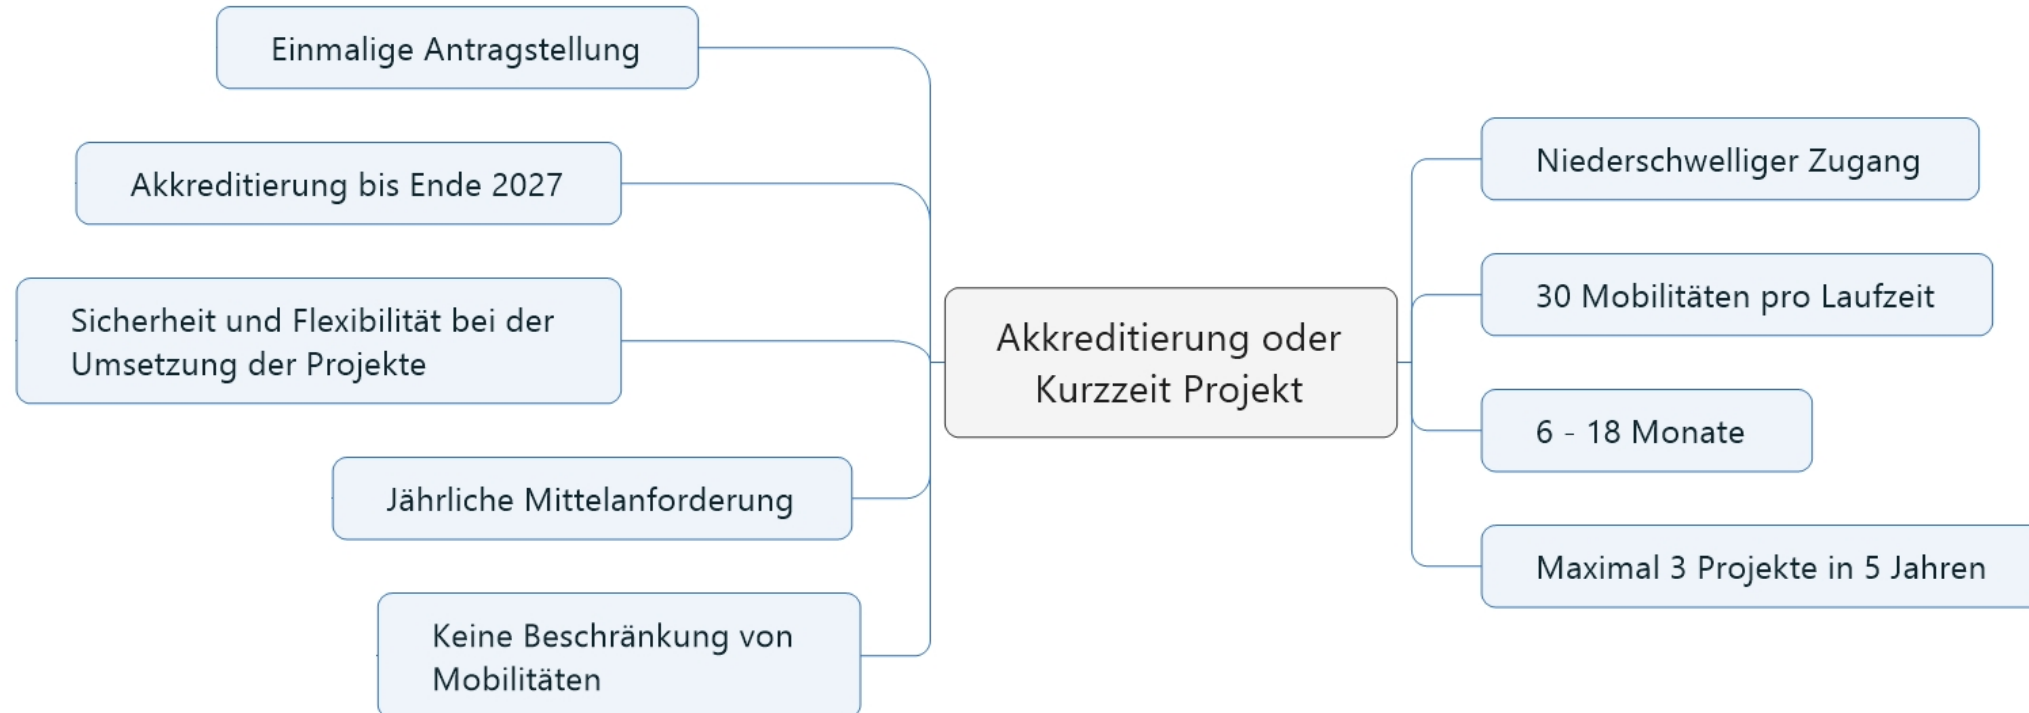 Einmalige Antragstellung
Akkreditierung bis Ende 2027
Sicherheit und Flexibilität bei der
Umsetzung der Projekte
Jährliche Mittelanforderung
Keine Beschränkung von
Mobilitäten
Akkreditierung oder
Kurzzeit Projekt
Niederschwelliger Zugang
30 Mobilitäten pro Laufzeit
6 - 18 Monate
Maximal 3 Projekte in 5 Jahren